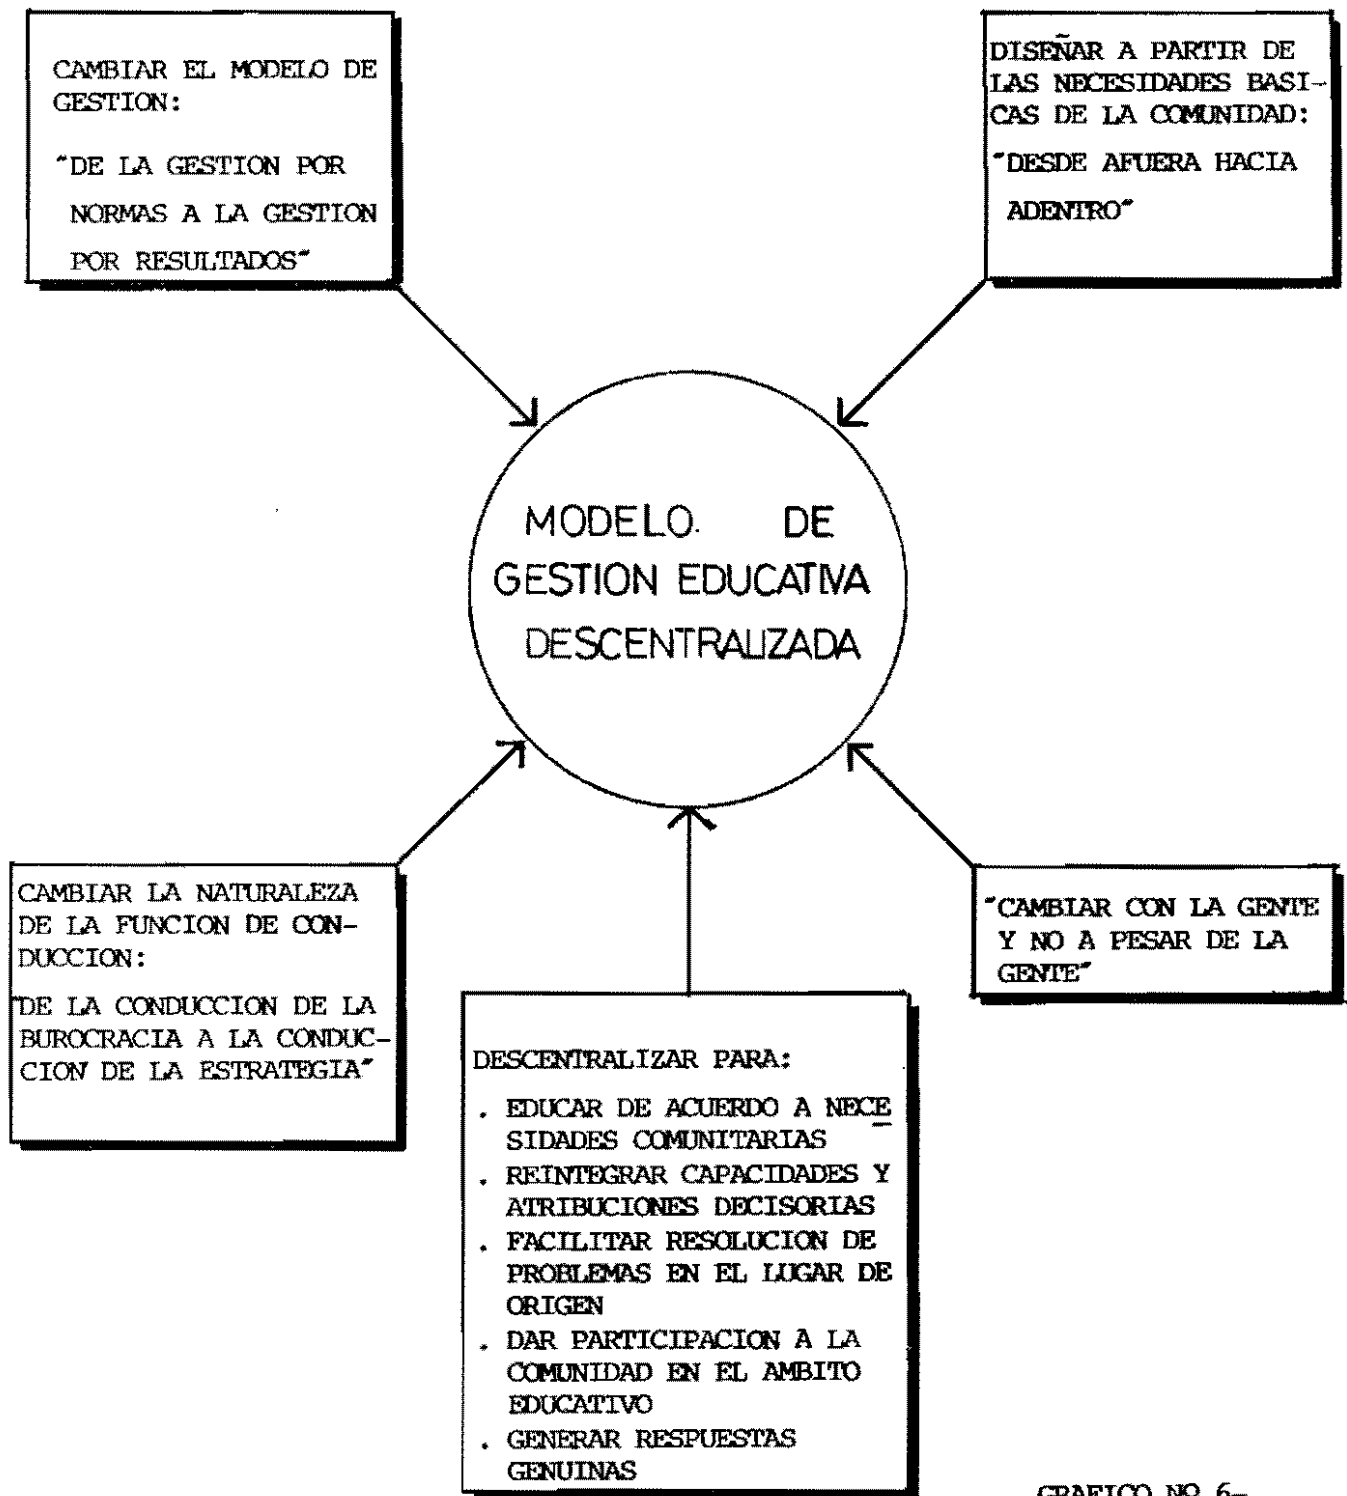 CAMBIAR EL MODELO DE
GESTION:
"DE LA GESTION POR
NORMAS A LA GESTION
POR RESULTADOS"
DISEÑAR A PARTIR DE
LAS NECESIDADES BASI-
CAS DE LA COMUNIDAD:
"DESDE AFUERA HACIA
ADENTRO"
MODELO. DE
GESTION EDUCATIVA
DESCENTRALIZADA
CAMBIAR LA NATURALEZA
DE LA FUNCION DE CON-
DUCCION:
"DE LA CONDUCCION DE LA
BUROCRACIA A LA CONDUC-
CION DE LA ESTRATEGIA"
"CAMBIAR CON LA GENTE
Y NO A PESAR DE LA
GENTE"
DESCENTRALIZAR PARA:
. EDUCAR DE ACUERDO A NECE
SIDADES COMUNITARIAS
. REINTEGRAR CAPACIDADES Y
ATRIBUCIONES DECISORIAS
. FACILITAR RESOLUCION DE
PROBLEMAS EN EL LUGAR DE
ORIGEN
. DAR PARTICIPACION A LA
COMUNIDAD EN EL AMBITO
EDUCATIVO
. GENERAR RESPUESTAS
GENUINAS
GRAFICO Nº 6-